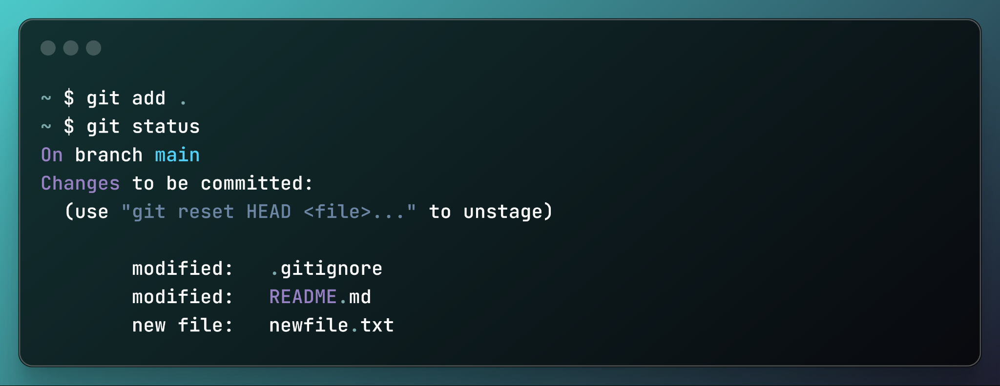 ~ $ git add .
~ $ git status
On branch main
Changes to be committed:
  (use "git reset HEAD <file>..." to unstage)

        modified:   .gitignore
        modified:   README.md
        new file:   newfile.txt